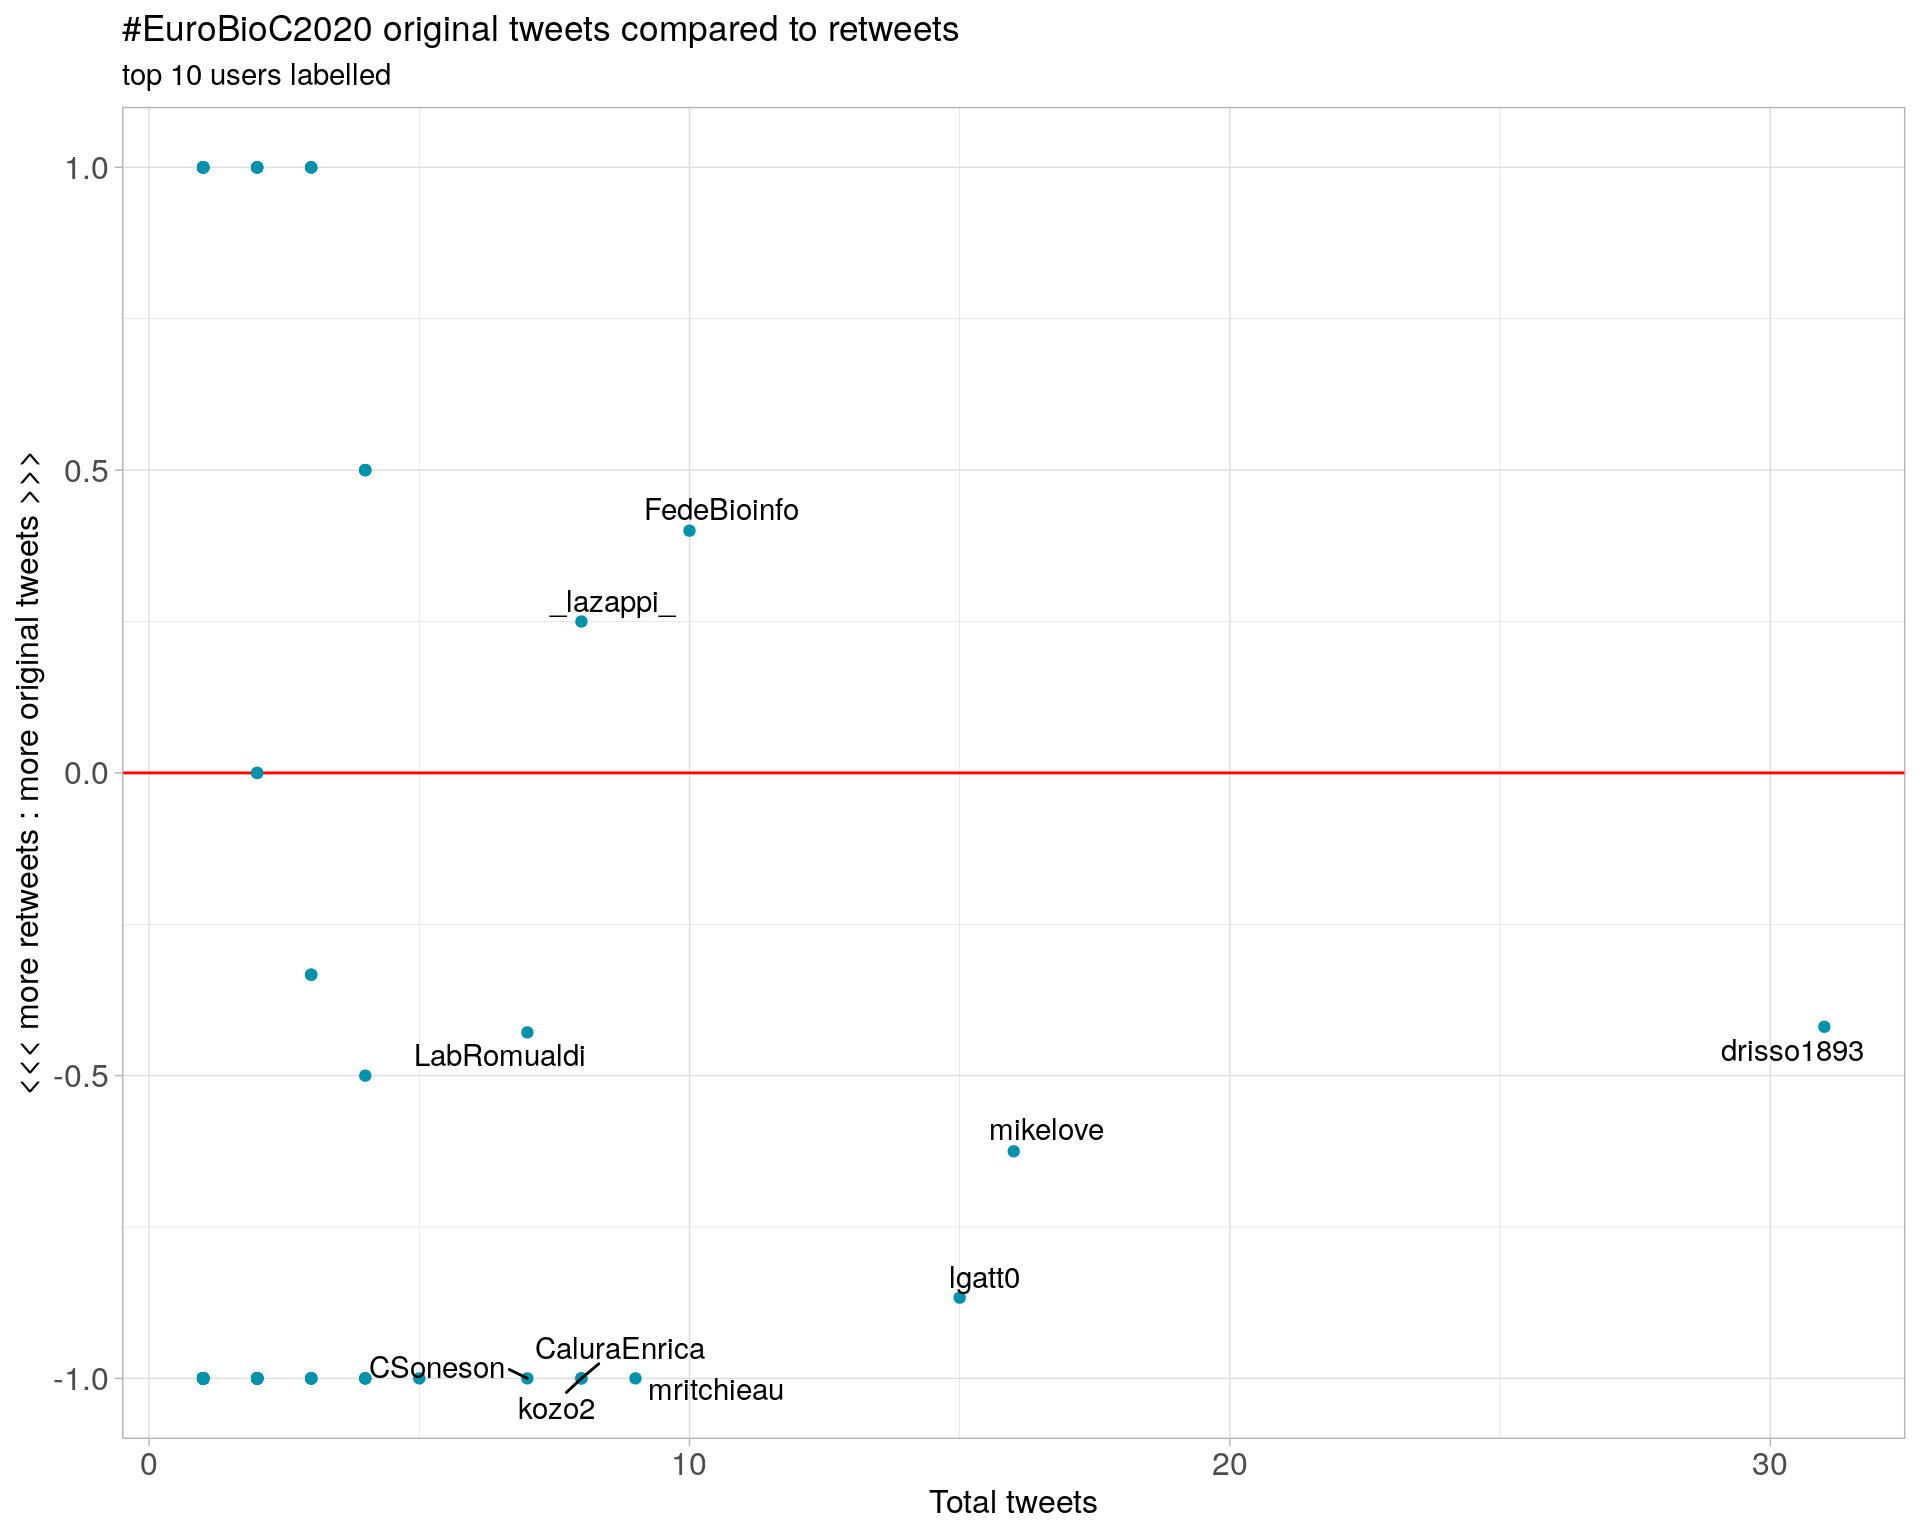 #EuroBioC2020 original tweets compared to retweets
top 10 users labelled
<<< more retweets : more original tweets >>>
1.0
0.5
FedeBioinfo
_lazappi_
0.0
LabRomualdi
drisso1893
-0.5
mikelove
lgatt0
CaluraEnrica
CSoneson
-1.0
mritchieau
kozo2
0
10
20
30
Total tweets